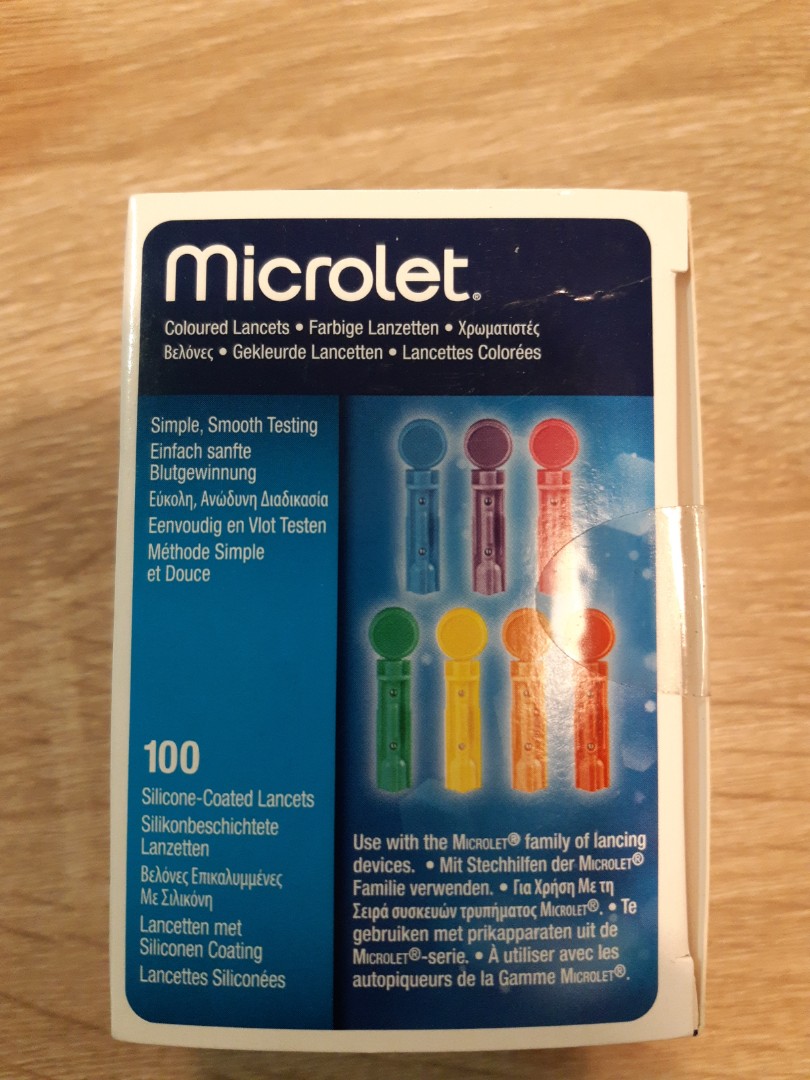 Microlet®
Coloured Lancets • Farbige Lanzetten • Χρωματιστές
Βελόνες • Gekleurde Lancetten • Lancettes Colorées
Simple, Smooth Testing
Einfach sanfte
Blutgewinnung
Εύκολη, Ανώδυνη Διαδικασία
Eenvoudig en Vlot Testen
Méthode Simple
et Douce
100
Silicone-Coated Lancets
Silikonbeschichtete
Lanzetten
Βελόνες Επικαλυμμένες
Με Σιλικόνη
Lancetten met
Siliconen Coating
Lancettes Siliconées
Use with the MICROLET® family of lancing
devices. • Mit Stechhilfen der MICROLET®
Familie verwenden. • Για Χρήση Με τη
Σειρά συσκευών τρυπήματος MICROLET®. • Te
gebruiken met prikapparaten uit de
MICROLET®-serie. • À utiliser avec les
autopiqueurs de la Gamme MICROLET®.